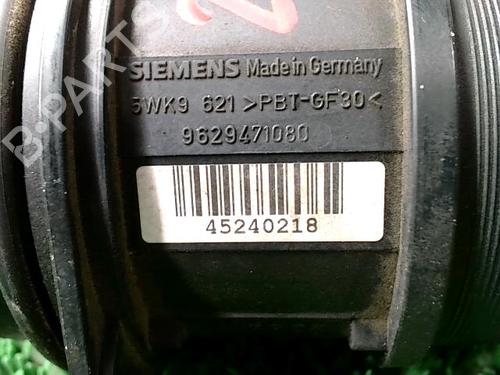 B-PARTS
SIEMENS Made in Germany
5WK9 621 >PBT-GF30<
9629471080
45240218